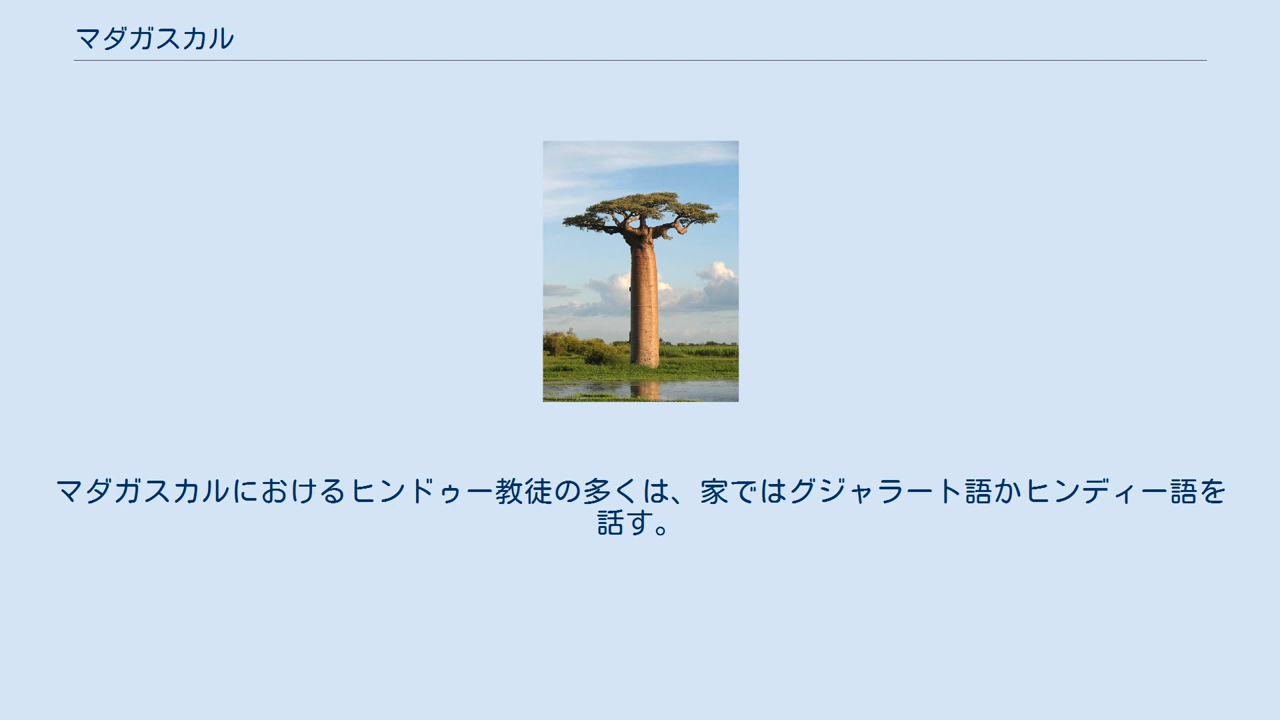 マダガスカル
マダガスカルにおけるヒンドゥー教徒の多くは、家ではグジャラート語かヒンディー語を
話す。